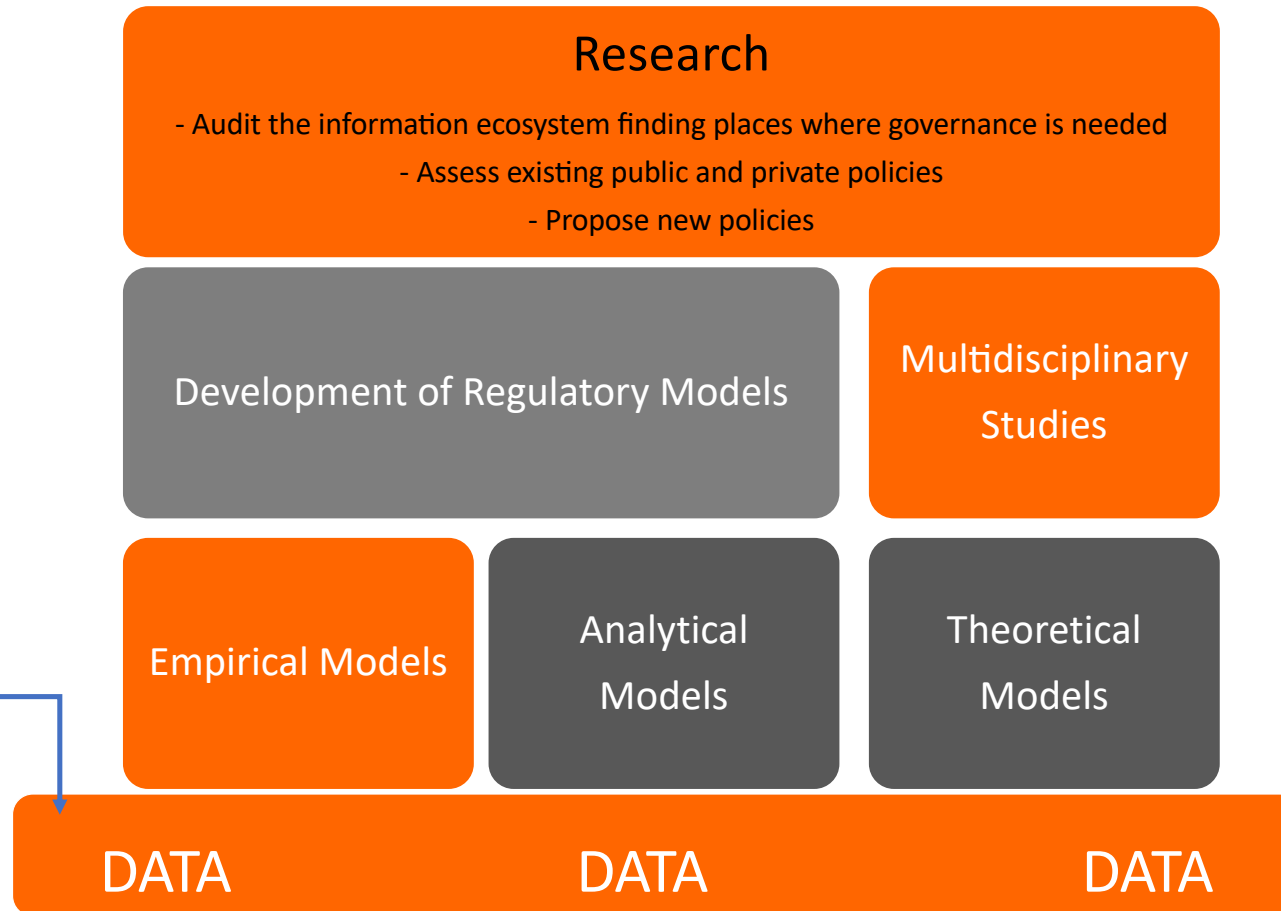 Research
- Audit the information ecosystem finding places where governance is needed
- Assess existing public and private policies
- Propose new policies
Development of Regulatory Models
Multidisciplinary
Studies
Empirical Models
Analytical
Models
Theoretical
Models
DATA DATA DATA